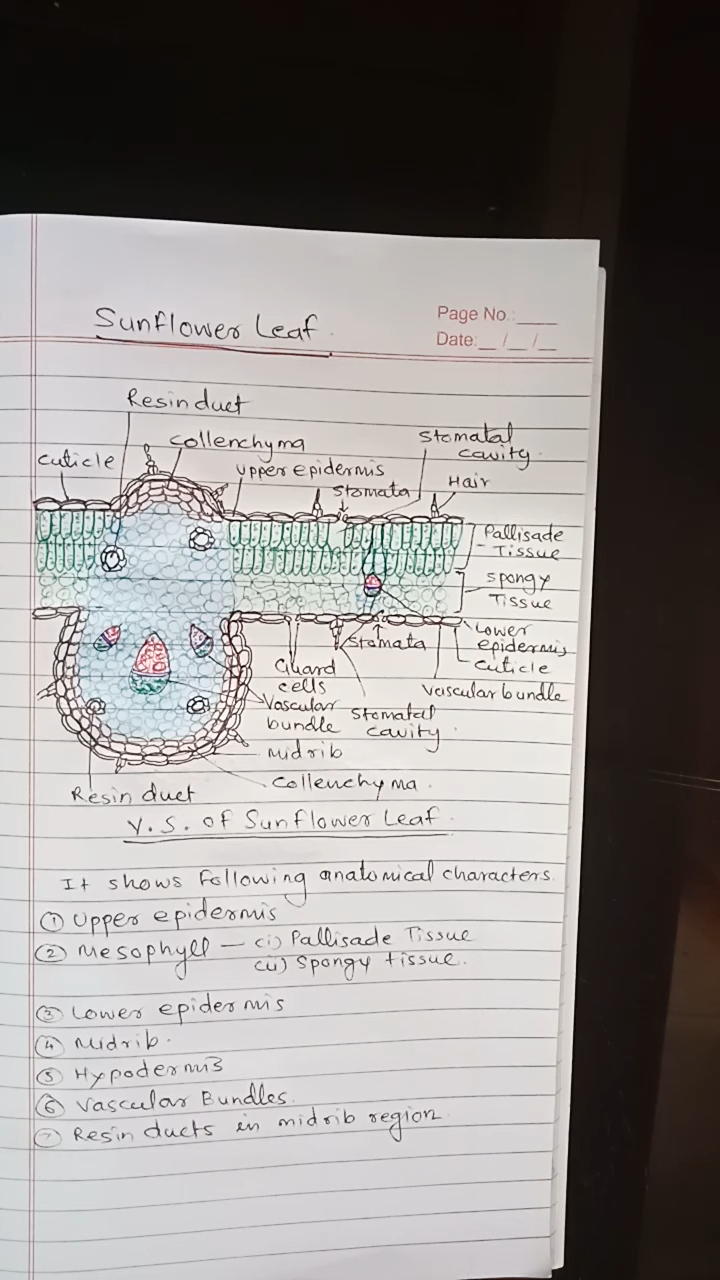 Sunflower Leaf.
Page No.:
Date: / /
Resin duct
collenchyma
stomatal
cavity.
cuticle
upper epidermis
stomata
Hair
Pallisade
Tissue
spongy
Tissue
Lower
epidermis
cuticle
stomata
Guard
cells
vascular bundle
Vascular
bundle
stomatal
cavity.
midrib
collenchyma.
Resin duct
V.S. of Sunflower Leaf.
It shows following anatomical characters.
① Upper epidermis
② Mesophyll – (i) Pallisade Tissue
(ii) Spongy tissue.
③ Lower epidermis
④ Midrib.
⑤ Hypodermis
⑥ Vascular Bundles.
⑦ Resin ducts in midrib region.